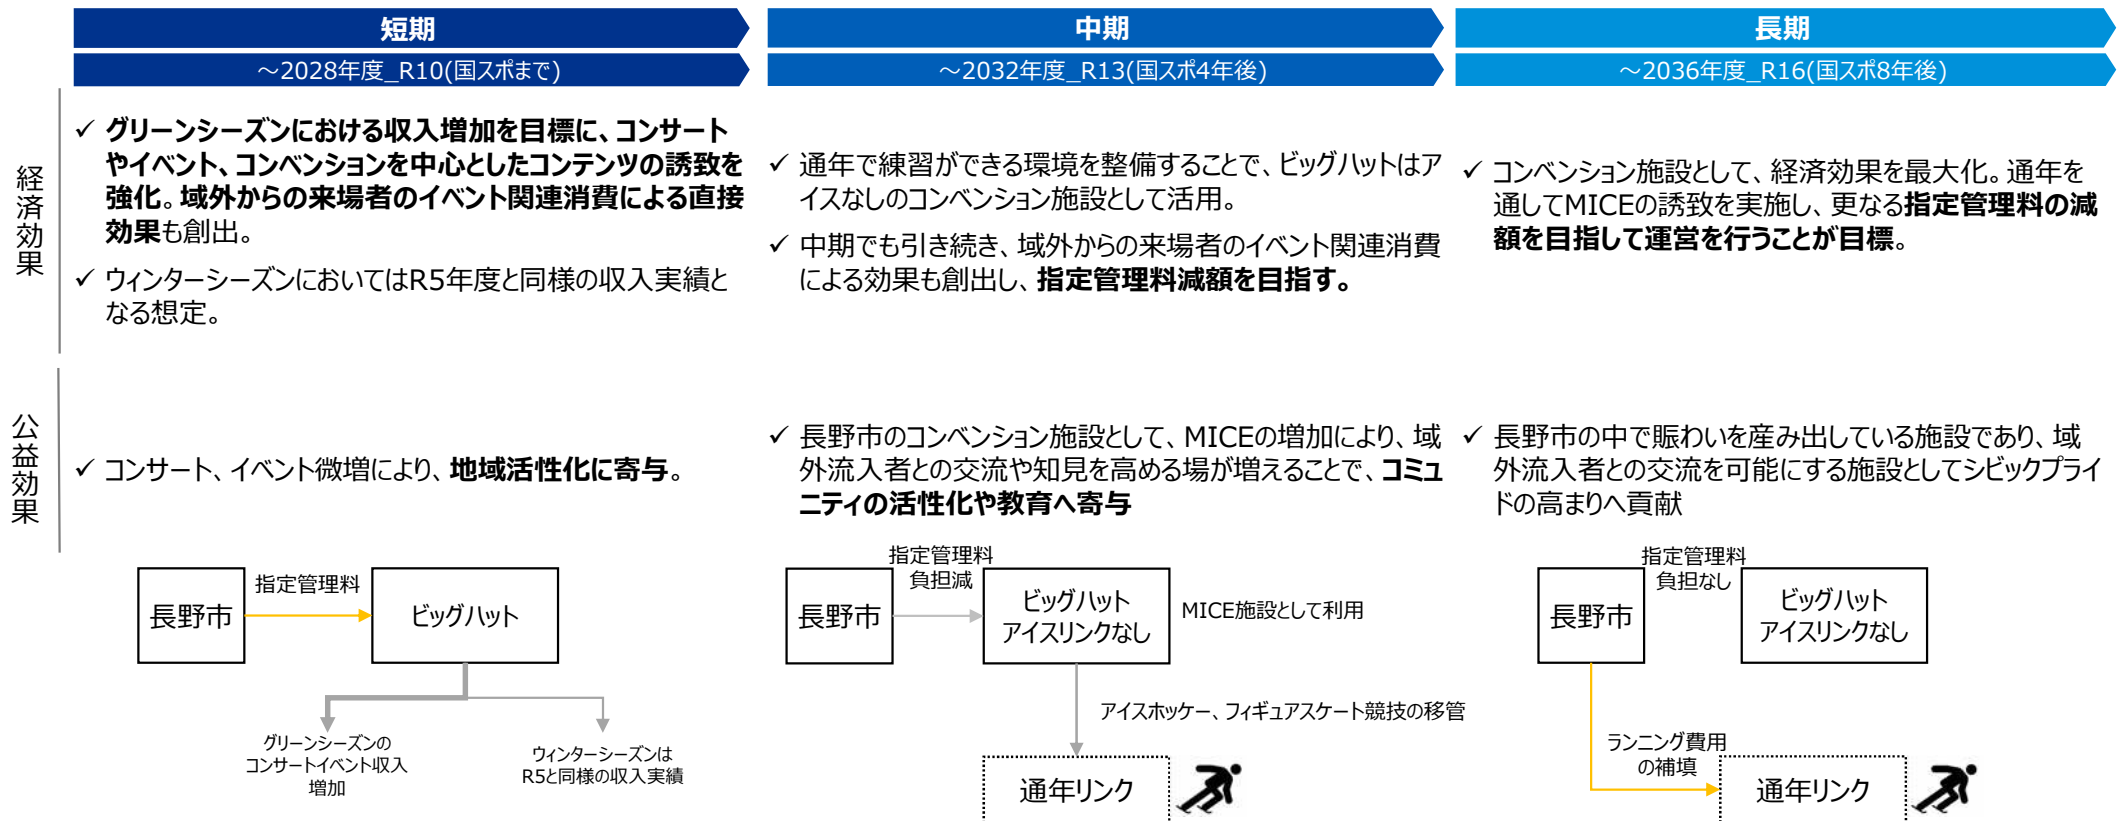 短期
～2028年度_R10(国スポまで)
中期
～2032年度_R13(国スポ4年後)
長期
～2036年度_R16(国スポ8年後)
経済効果
✓ グリーンシーズンにおける収入増加を目標に、コンサート
やイベント、コンベンションを中心としたコンテンツの誘致を
強化。域外からの来場者のイベント関連消費による直接
効果も創出。
✓ ウィンターシーズンにおいてはR5年度と同様の収入実績と
なる想定。
✓ 通年で練習ができる環境を整備することで、ビッグハットはア
イスなしのコンベンション施設として活用。
✓ 中期でも引き続き、域外からの来場者のイベント関連消費
による効果も創出し、指定管理料減額を目指す。
✓ コンベンション施設として、経済効果を最大化。通年を
通してMICEの誘致を実施し、更なる指定管理料の減
額を目指して運営を行うことが目標。
公益効果
✓ コンサート、イベント微増により、地域活性化に寄与。
✓ 長野市のコンベンション施設として、MICEの増加により、域
外流入者との交流や知見を高める場が増えることで、コミュ
ニティの活性化や教育へ寄与
✓ 長野市の中で賑わいを産み出している施設であり、域
外流入者との交流を可能にする施設としてシビックプライ
ドの高まりへ貢献
長野市
指定管理料
ビッグハット
グリーンシーズンの
コンサートイベント収入
増加
ウィンターシーズンは
R5と同様の収入実績
長野市
指定管理料
負担減
ビッグハット
アイスリンクなし
MICE施設として利用
アイスホッケー、フィギュアスケート競技の移管
通年リンク
長野市
指定管理料
負担なし
ビッグハット
アイスリンクなし
ランニング費用
の補填
通年リンク